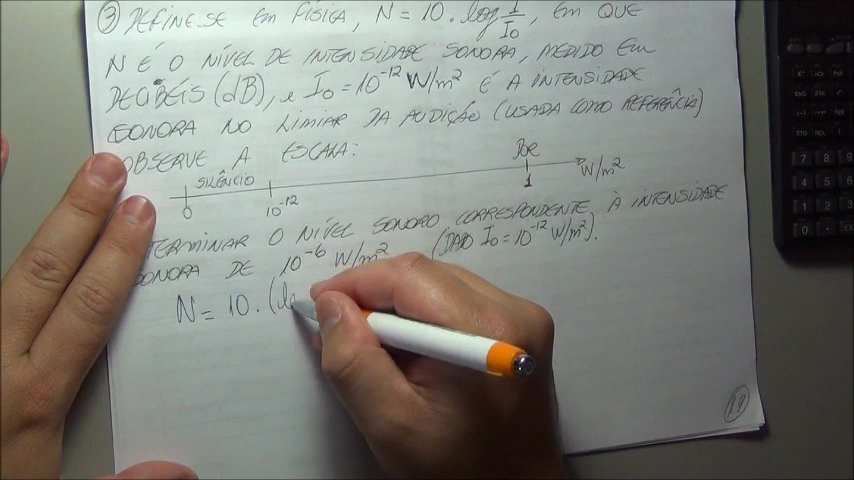 ③ DEFINE-SE EM FÍSICA, N = 10 . log I/I₀, EM QUE
N É O NÍVEL DE INTENSIDADE SONORA, MEDIDO EM
DECIBÉIS (dB), e I₀ = 10⁻¹² W/m² É A INTENSIDADE
SONORA NO LIMIAR DA AUDIÇÃO (USADA COMO REFERÊNCIA)
OBSERVE A ESCALA:
SILÊNCIO DOR
0 10⁻¹² 1 W/m²
TERMINAR O NÍVEL SONORO CORRESPONDENTE À INTENSIDADE
SONORA DE 10⁻⁶ W/m² (DADO I₀ = 10⁻¹² W/m²).
N = 10 . (lo